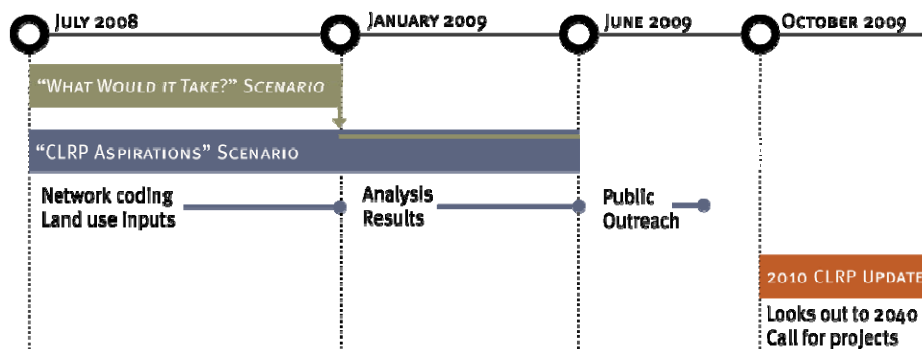 July 2008
January 2009
June 2009
October 2009
“What Would it Take?” Scenario
“CLRP Aspirations” Scenario
Network coding
Land use inputs
Analysis
Results
Public
Outreach
2010 CLRP Update
Looks out to 2040
Call for projects